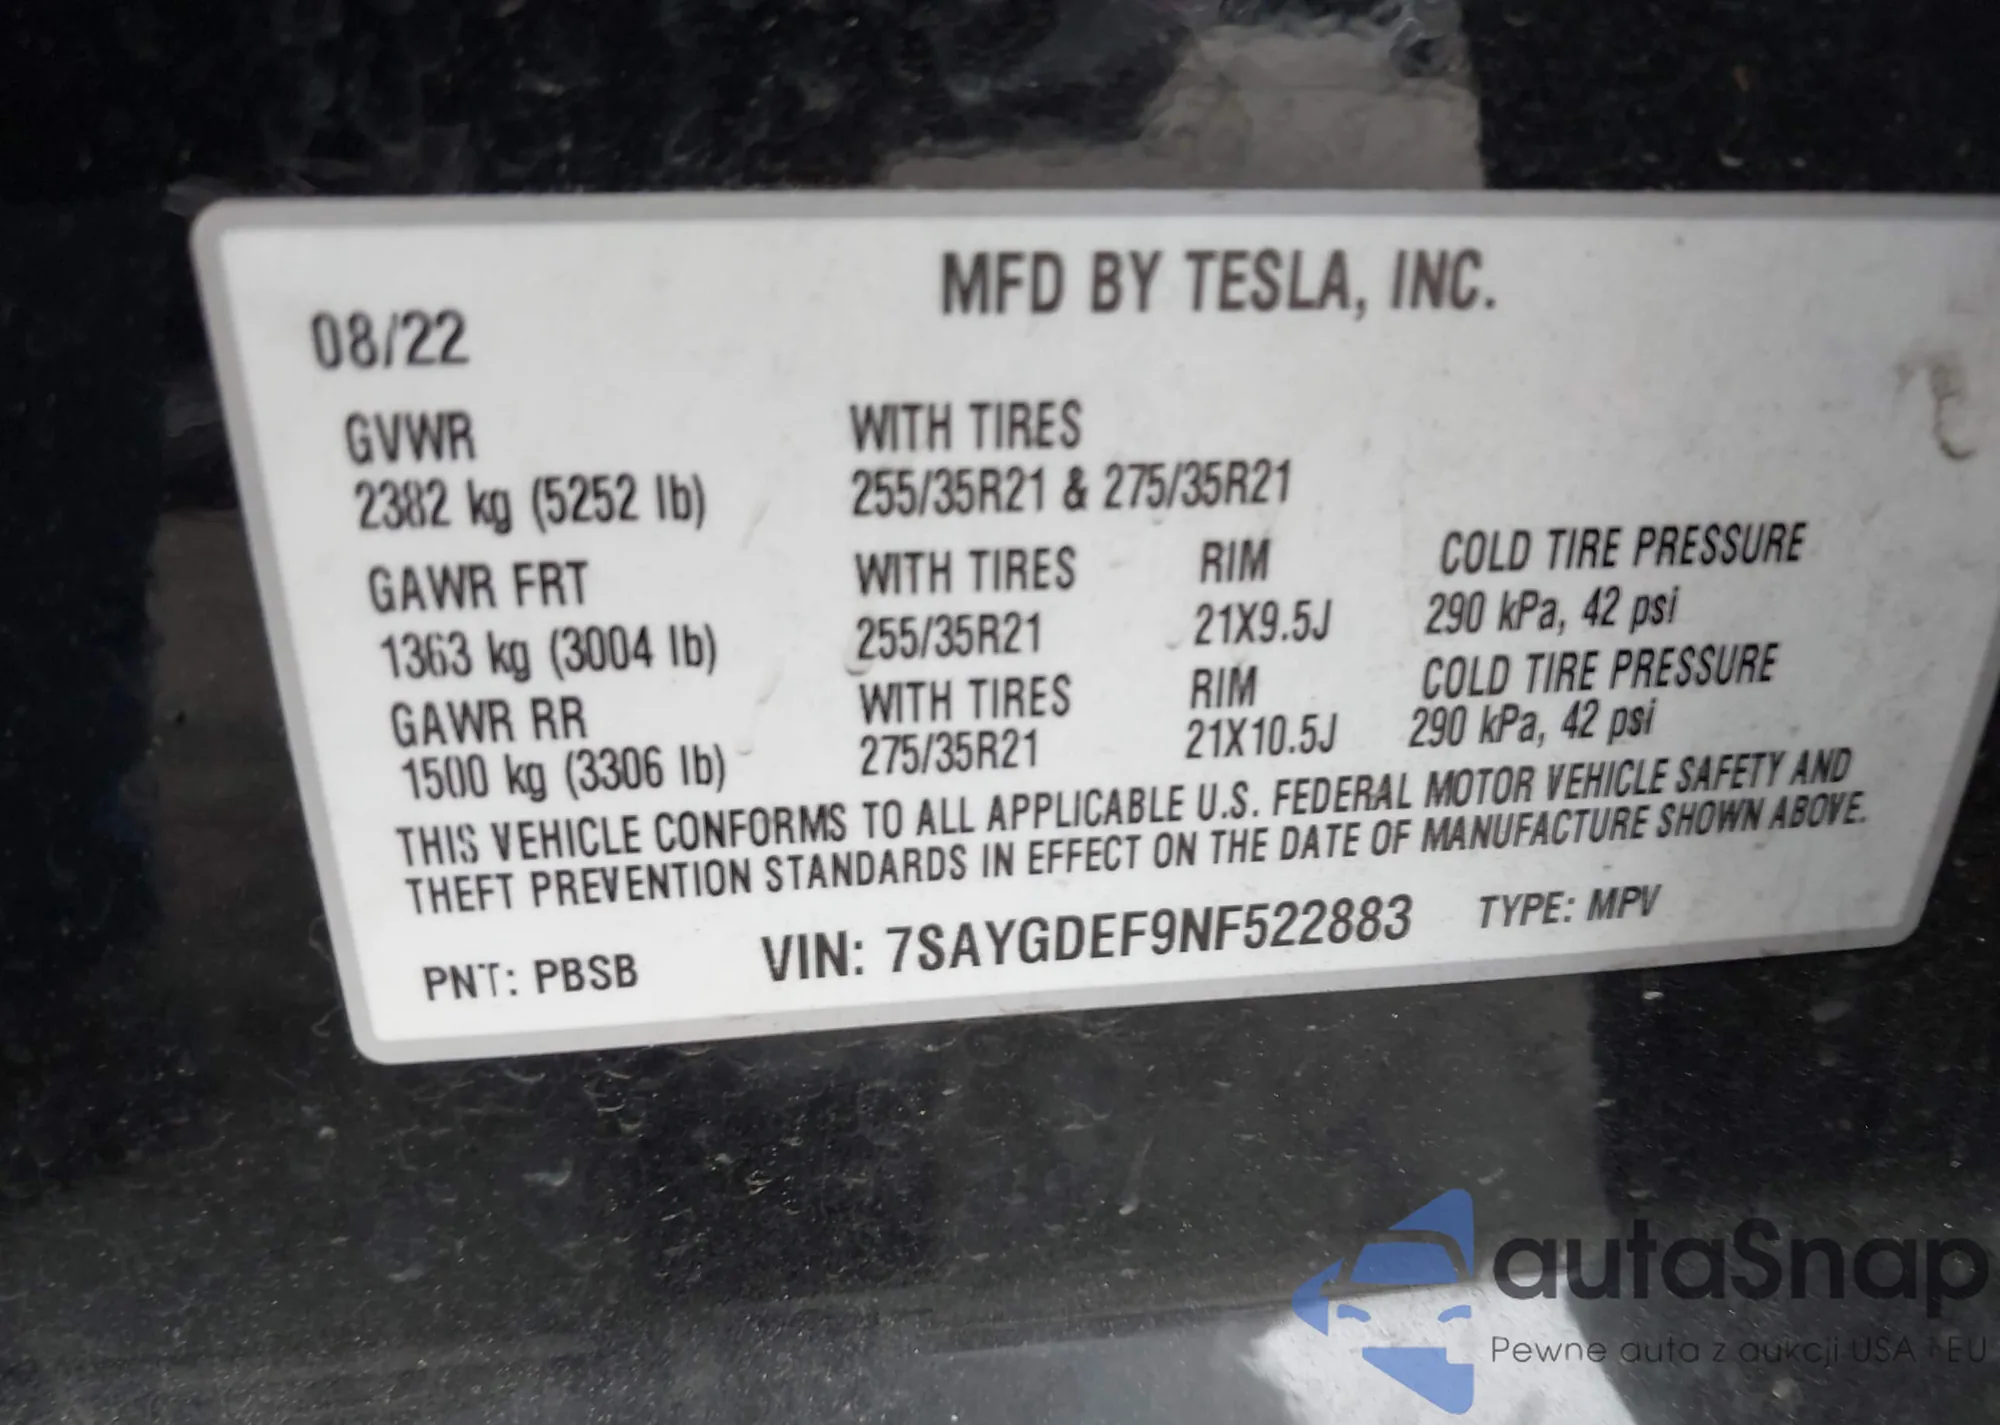 MFD BY TESLA, INC.
08/22
GVWR WITH TIRES
2382 kg (5252 lb) 255/35R21 & 275/35R21
GAWR FRT WITH TIRES RIM COLD TIRE PRESSURE
1363 kg (3004 lb) 255/35R21 21X9.5J 290 kPa, 42 psi
GAWR RR WITH TIRES RIM COLD TIRE PRESSURE
1500 kg (3306 lb) 275/35R21 21X10.5J 290 kPa, 42 psi
THIS VEHICLE CONFORMS TO ALL APPLICABLE U.S. FEDERAL MOTOR VEHICLE SAFETY AND
THEFT PREVENTION STANDARDS IN EFFECT ON THE DATE OF MANUFACTURE SHOWN ABOVE.
PNT: PBSB VIN: 7SAYGDEF9NF522883 TYPE: MPV
autaSnap
Pewne auta z aukcji USA i EU